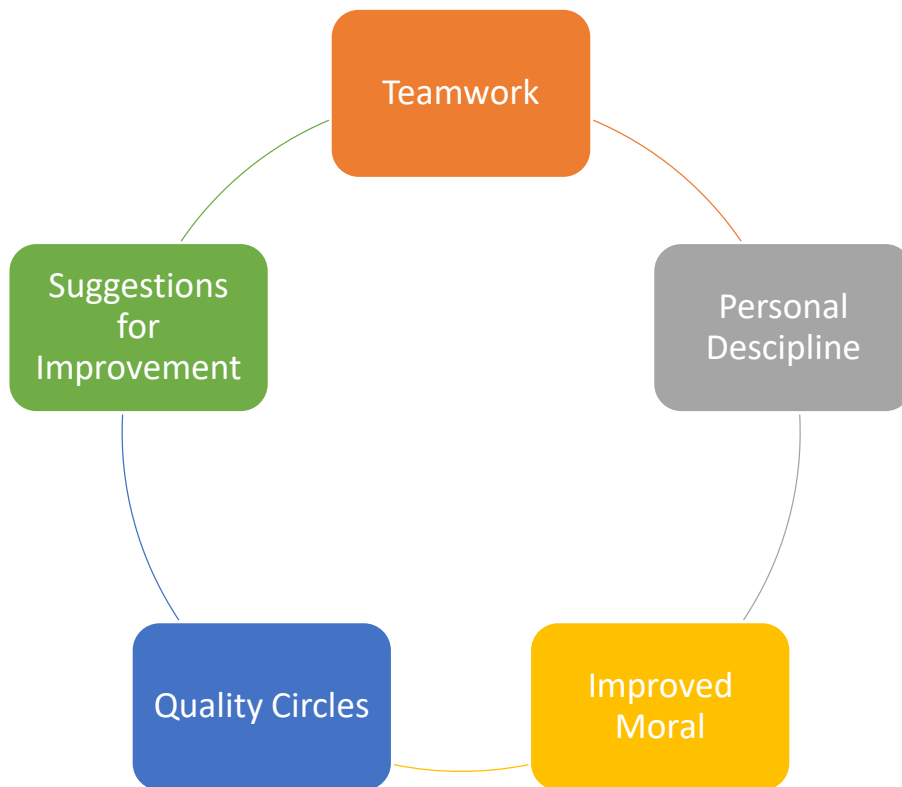 Teamwork
Personal
Descipline
Improved
Moral
Quality Circles
Suggestions
for
Improvement